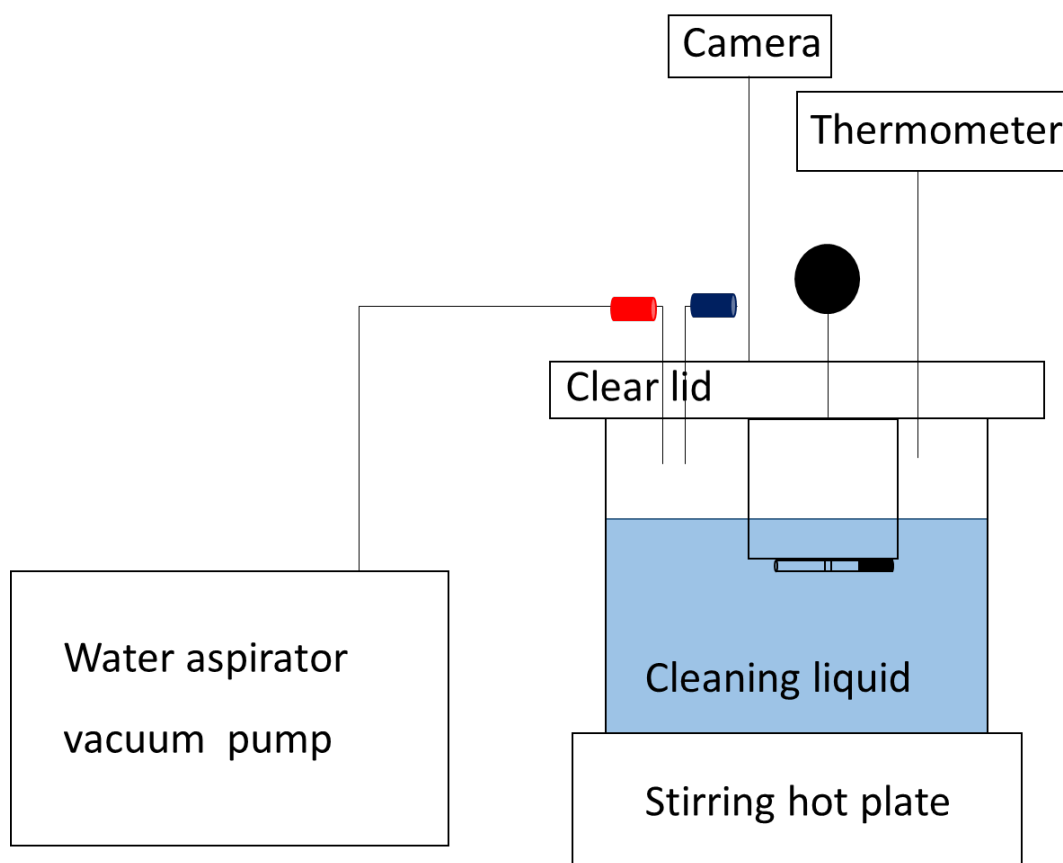 Camera
Thermometer
Clear lid
Water aspirator
vacuum pump
Cleaning liquid
Stirring hot plate